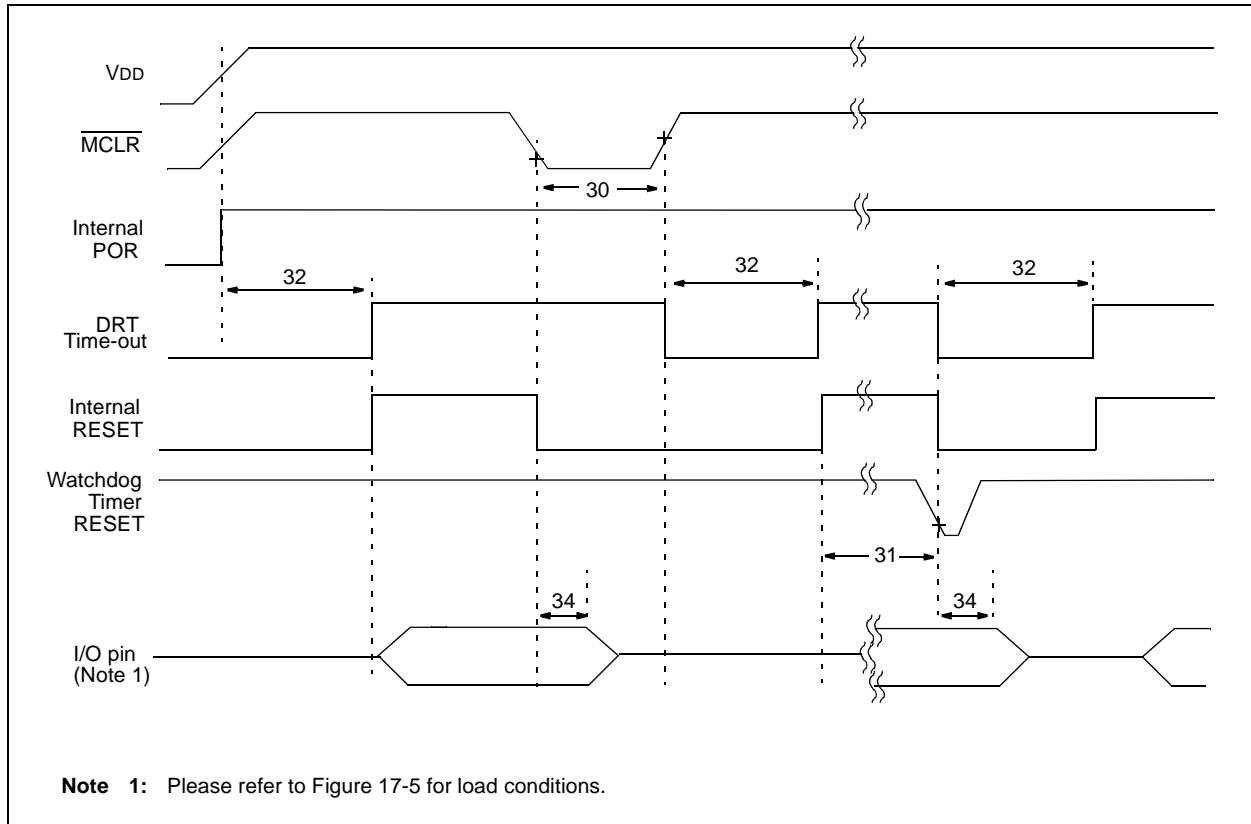 VDD
MCLR
30
Internal
POR
32
32
32
DRT
Time-out
Internal
RESET
Watchdog
Timer
RESET
31
34
34
I/O pin
(Note 1)
Note 1: Please refer to Figure 17-5 for load conditions.